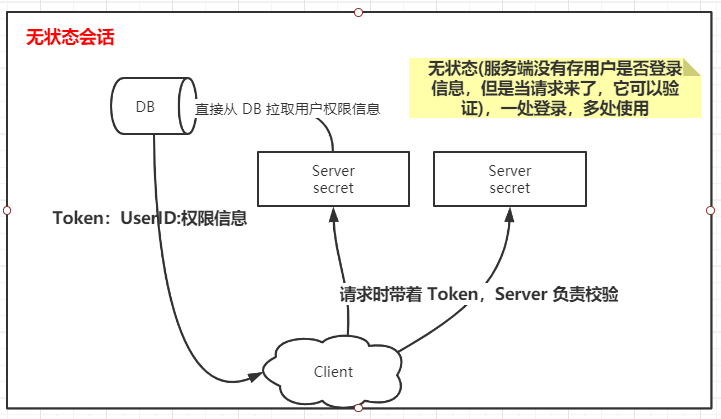 无状态会话
无状态(服务端没有存用户是否登录
信息，但是当请求来了，它可以验
证)，一处登录，多处使用
DB
直接从 DB 拉取用户权限信息
Server
secret
Server
secret
Token：UserID:权限信息
请求时带着 Token，Server 负责校验
Client